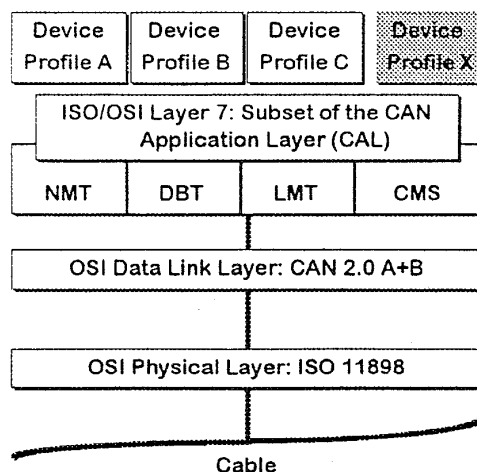 Device Profile A
Device Profile B
Device Profile C
Device Profile X
ISO/OSI Layer 7: Subset of the CAN
Application Layer (CAL)
NMT DBT LMT CMS
OSI Data Link Layer: CAN 2.0 A+B
OSI Physical Layer: ISO 11898
Cable